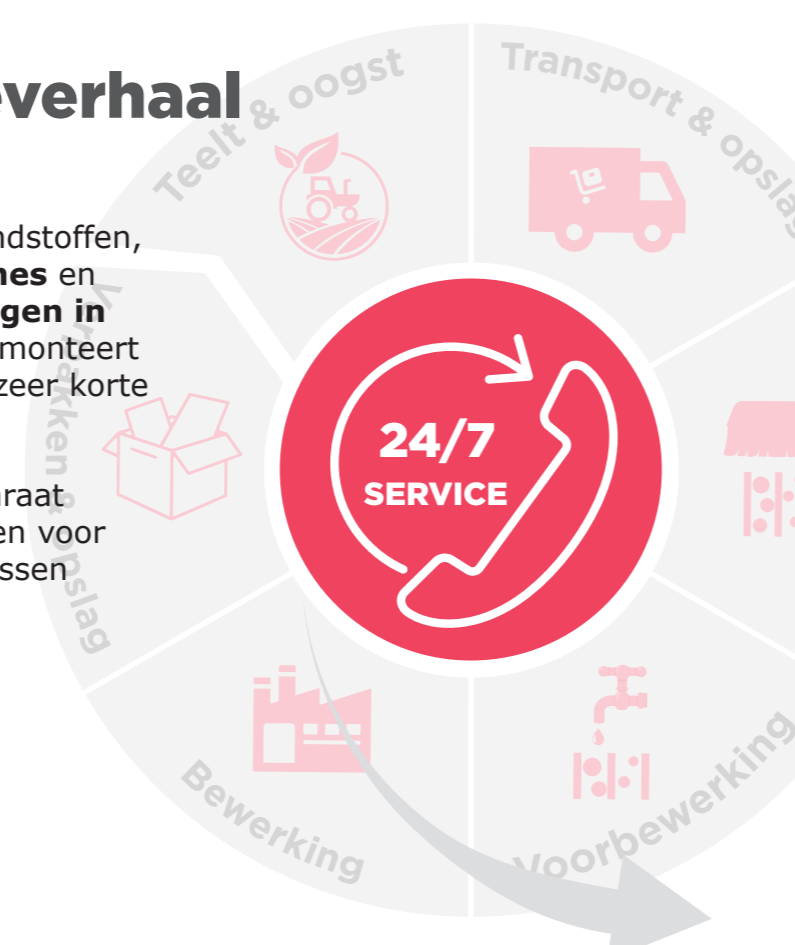 everhaal
ndstoffen,
nes en
gen in
monteert
zeer korte
araat
en voor
ssen
Teelt & oogst
Transport & opslag
24/7
SERVICE
Voorbewerking
Bewerking
Verpakken & opslag